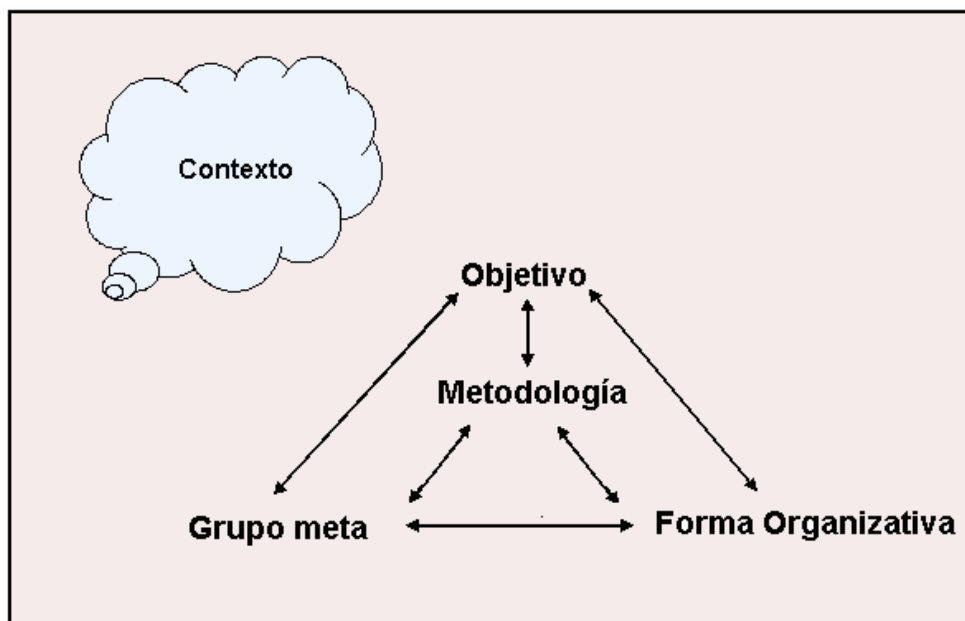 Contexto
Objetivo
Metodología
Grupo meta
Forma Organizativa